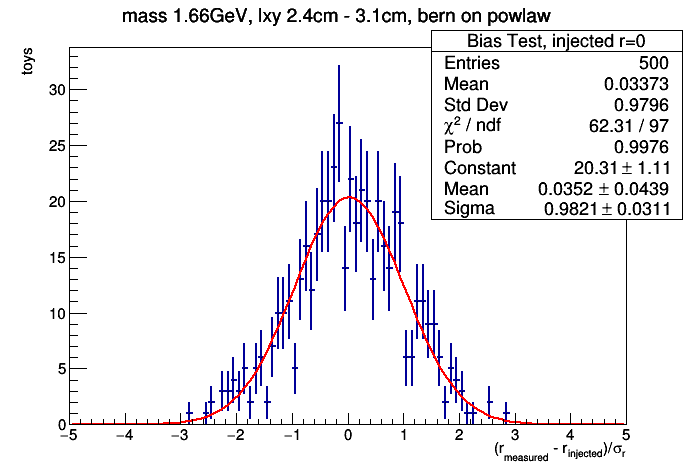 mass 1.66GeV, lxy 2.4cm - 3.1cm, bern on powlaw
toys
Bias Test, injected r=0
Entries 500
Mean 0.03373
Std Dev 0.9796
χ² / ndf 62.31 / 97
Prob 0.9976
Constant 20.31 ± 1.11
Mean 0.0352 ± 0.0439
Sigma 0.9821 ± 0.0311
30
25
20
15
10
5
0
−5 −4 −3 −2 −1 0 1 2 3 4 5
(r_measured - r_injected)/σ_r